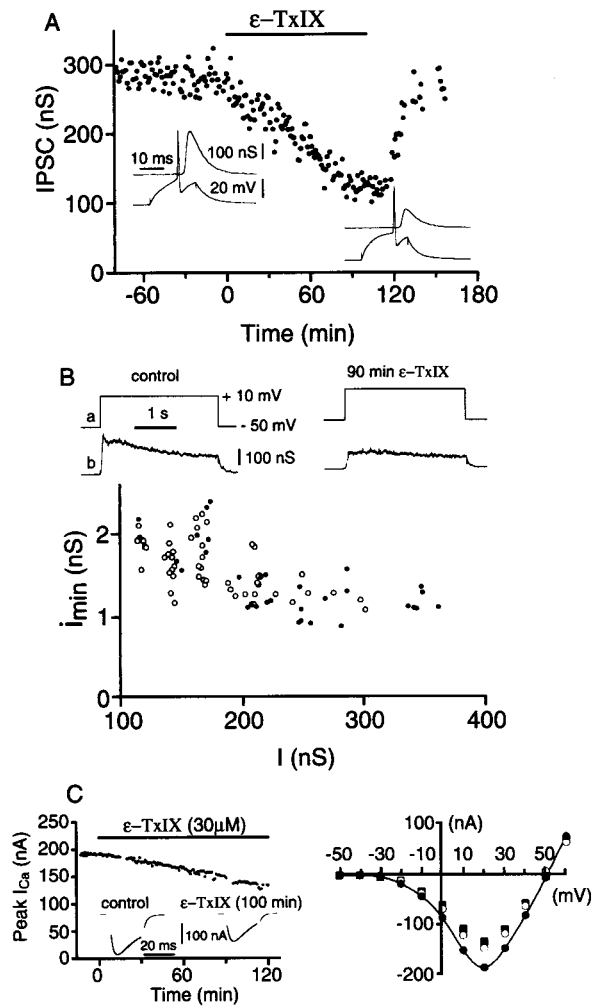 A
ε–TxIX
IPSC (nS)
300
200
100
0
10 ms
100 nS
20 mV
-60 0 60 120 180
Time (min)
B
control
90 min ε–TxIX
a
+ 10 mV
1 s
- 50 mV
b
100 nS
imin (nS)
2
1
0
100 200 300 400
I (nS)
C
ε–TxIX (30µM)
Peak ICa (nA)
250
200
150
100
50
0
control
ε–TxIX (100 min)
20 ms
100 nA
0 60 120
Time (min)
100
(nA)
-50 -30 -10 10 30 50
(mV)
-100
-200